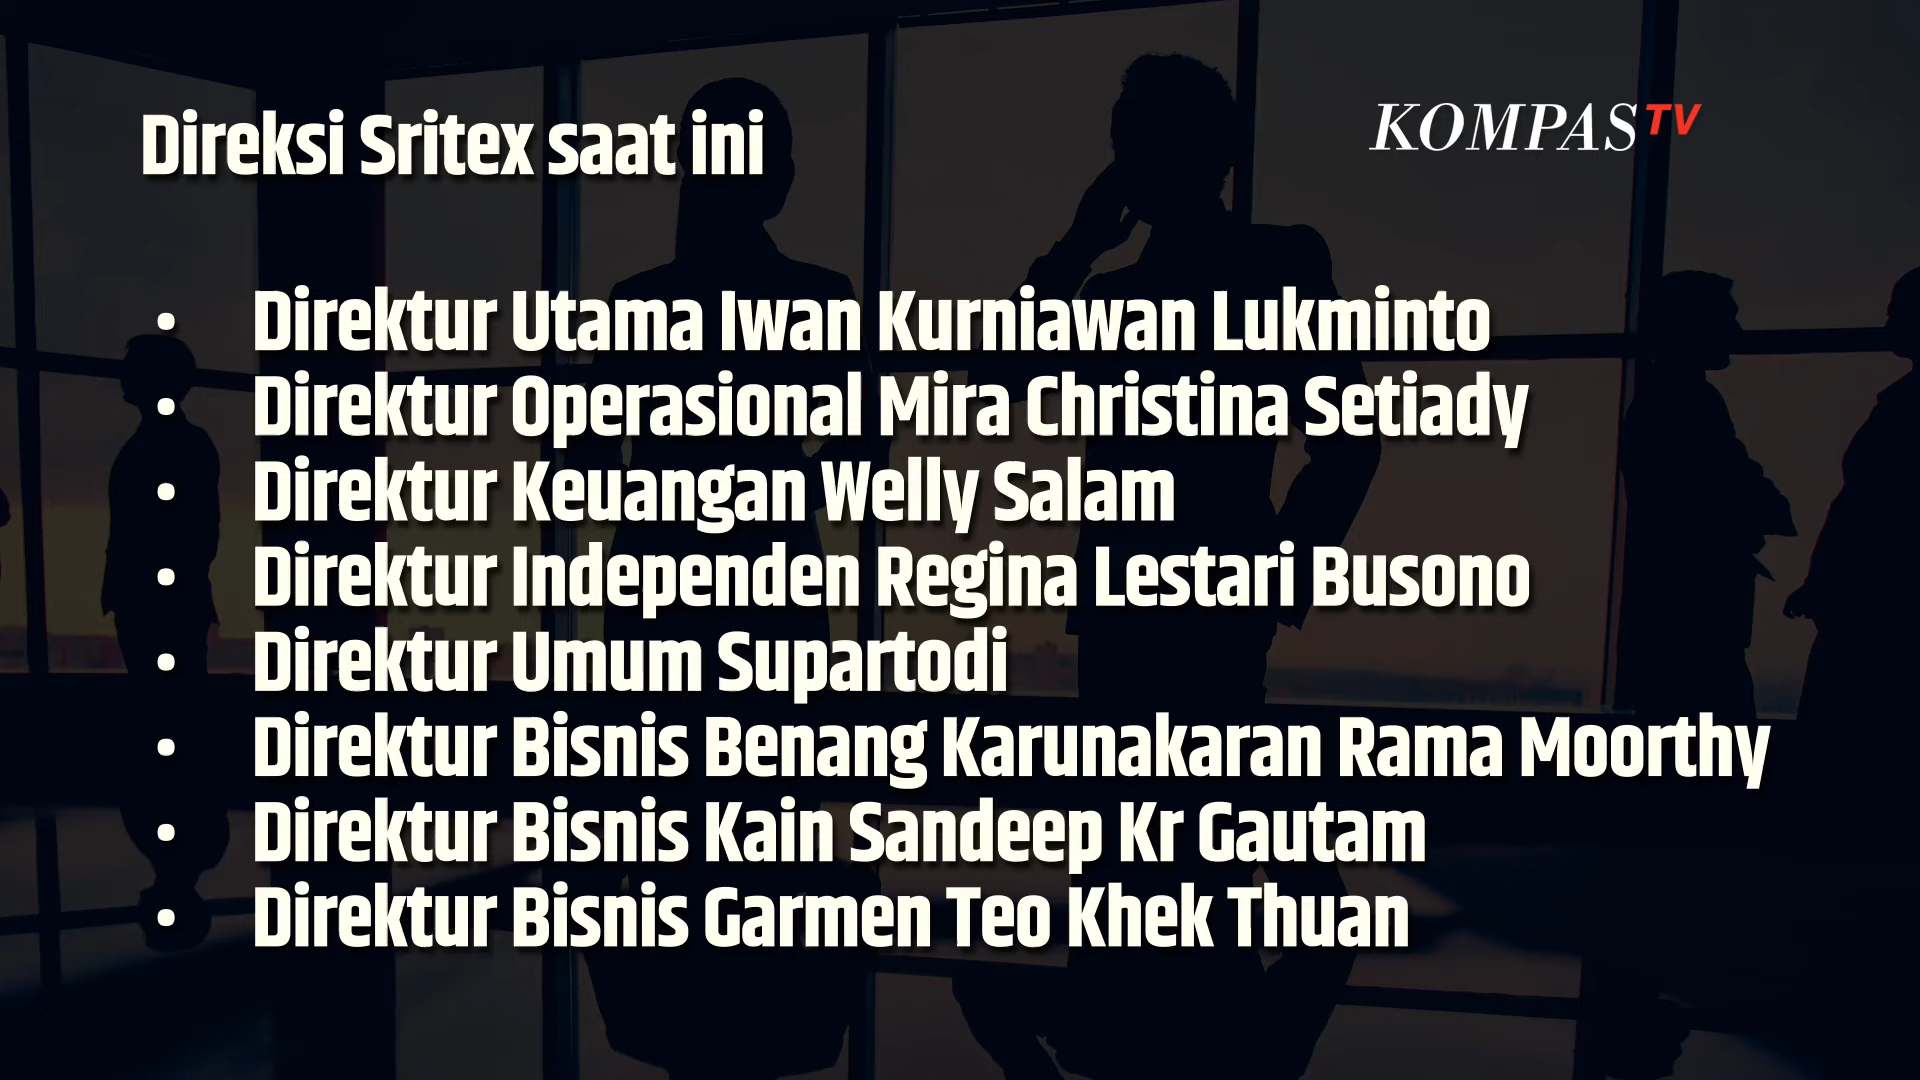 Direksi Sritex saat ini
KOMPAS TV
• Direktur Utama Iwan Kurniawan Lukminto
• Direktur Operasional Mira Christina Setiady
• Direktur Keuangan Welly Salam
• Direktur Independen Regina Lestari Busono
• Direktur Umum Supartodi
• Direktur Bisnis Benang Karunakaran Rama Moorthy
• Direktur Bisnis Kain Sandeep Kr Gautam
• Direktur Bisnis Garmen Teo Khek Thuan